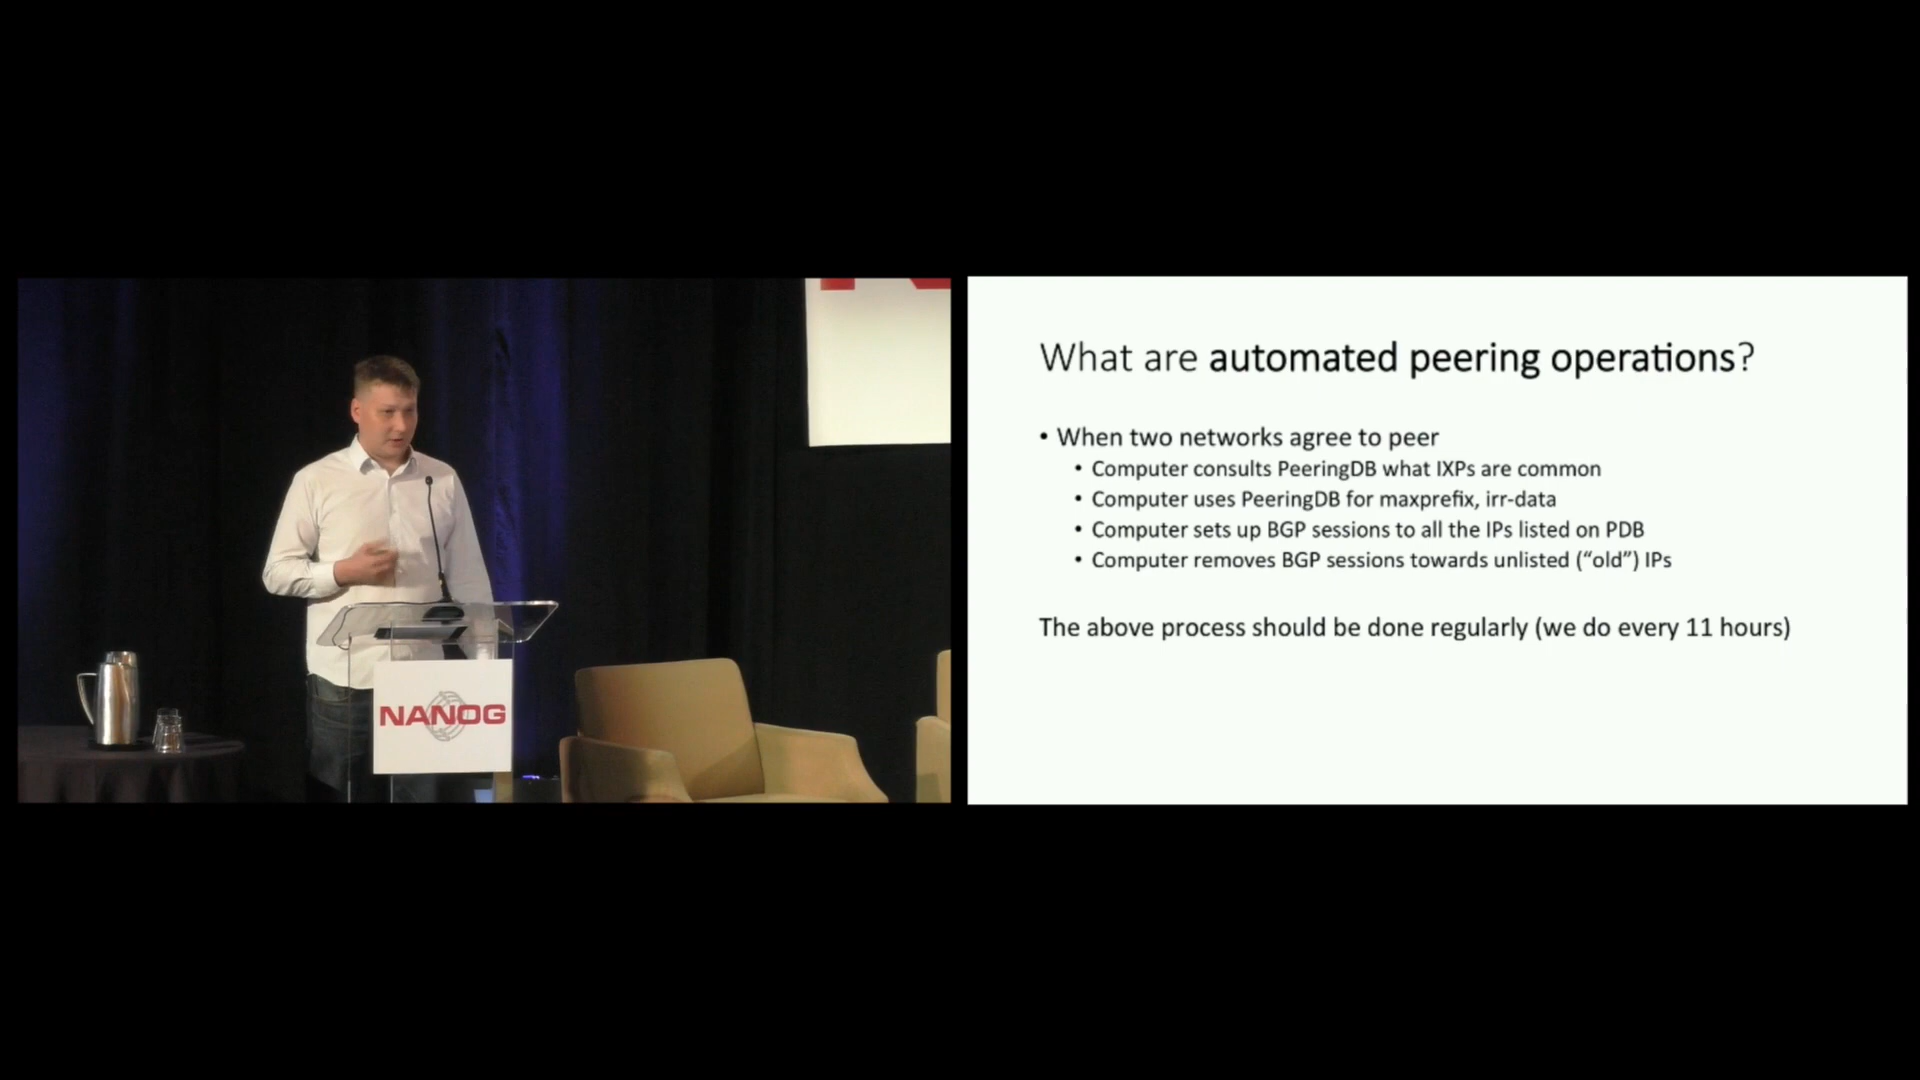 NANOG
What are automated peering operations?
• When two networks agree to peer
• Computer consults PeeringDB what IXPs are common
• Computer uses PeeringDB for maxprefix, irr-data
• Computer sets up BGP sessions to all the IPs listed on PDB
• Computer removes BGP sessions towards unlisted (“old”) IPs
The above process should be done regularly (we do every 11 hours)